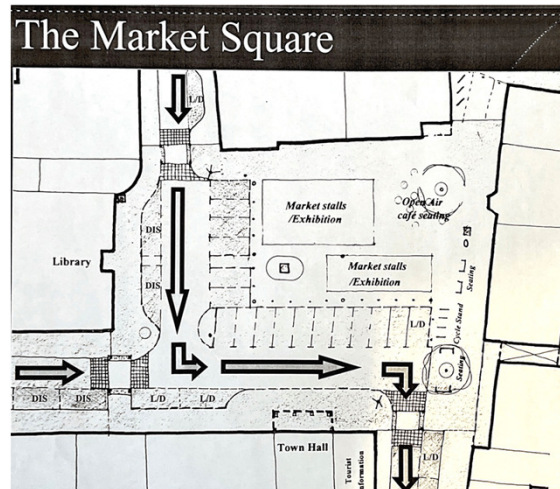 The Market Square
L/D
Market stalls
/Exhibition
Open Air
café seating
DIS
Library
DIS
Market stalls
/Exhibition
Seating
Cycle Stand
L/D
Seating
DIS
DIS
L/D
L/D
Town Hall
Tourist
Information
L/D